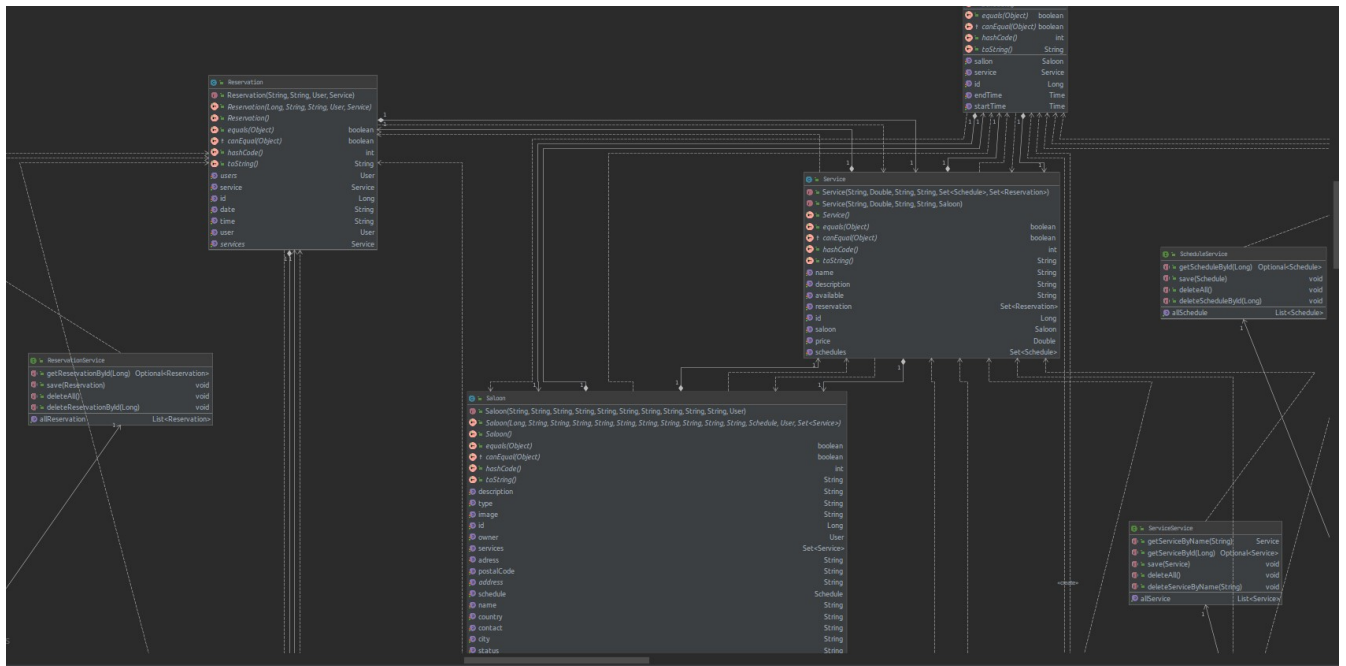 equals(Object) boolean
canEqual(Object) boolean
hashCode() int
toString() String
sallon Saloon
service Service
id Long
endTime Time
startTime Time
Reservation
Reservation(String, String, User, Service)
Reservation(Long, String, String, User, Service)
Reservation()
equals(Object) boolean
canEqual(Object) boolean
hashCode() int
toString() String
users User
service Service
id Long
date String
time String
user User
services Service
Service
Service(String, Double, String, String, Set<Schedule>, Set<Reservation>)
Service(String, Double, String, String, Saloon)
Service()
equals(Object) boolean
canEqual(Object) boolean
hashCode() int
toString() String
name String
description String
available String
reservation Set<Reservation>
id Long
saloon Saloon
price Double
schedules Set<Schedule>
ScheduleService
getScheduleById(Long) Optional<Schedule>
save(Schedule) void
deleteAll() void
deleteScheduleById(Long) void
allSchedule List<Schedule>
ReservationService
getReservationById(Long) Optional<Reservation>
save(Reservation) void
deleteAll() void
deleteReservationById(Long) void
allReservation List<Reservation>
Saloon
Saloon(String, String, String, String, String, String, String, String, String, String, User)
Saloon(Long, String, String, String, String, String, String, String, String, String, String, Schedule, User, Set<Service>)
Saloon()
equals(Object) boolean
canEqual(Object) boolean
hashCode() int
toString() String
description String
type String
image String
id Long
owner User
services Set<Service>
adress String
postalCode String
address String
schedule Schedule
name String
country String
contact String
city String
status String
ServiceService
getServiceByName(String) Service
getServiceById(Long) Optional<Service>
save(Service) void
deleteAll() void
deleteServiceByName(String) void
allService List<Service>
«create»